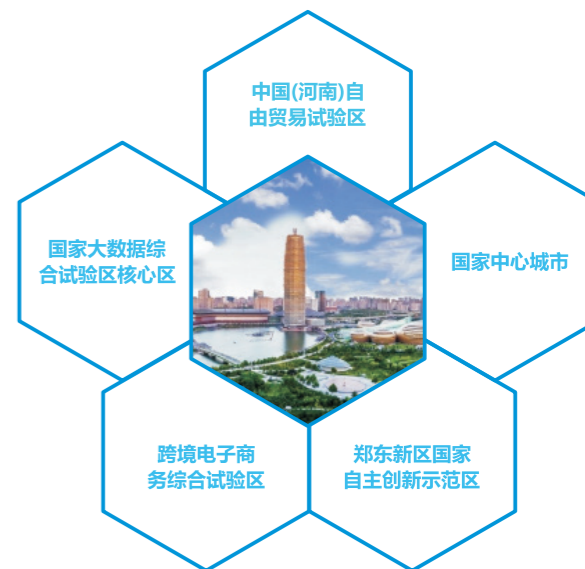 中国(河南)自
由贸易试验区
国家大数据综
合试验区核心区
国家中心城市
跨境电子商
务综合试验区
郑东新区国家
自主创新示范区